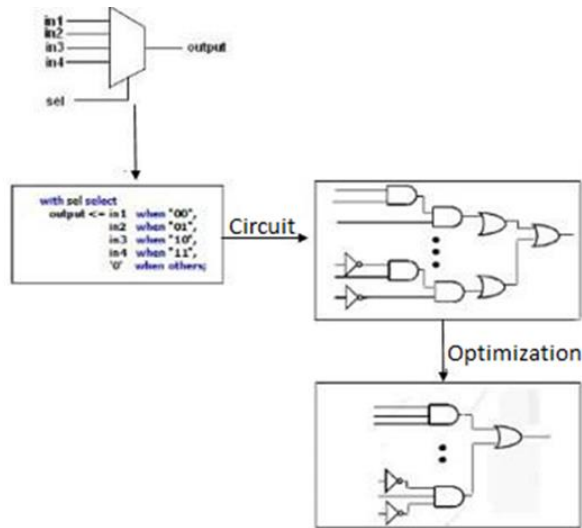 in1
in2
in3
in4
output
sel
with sel select
output <= in1 when "00",
in2 when "01",
in3 when "10",
in4 when "11",
'0' when others;
Circuit
Optimization